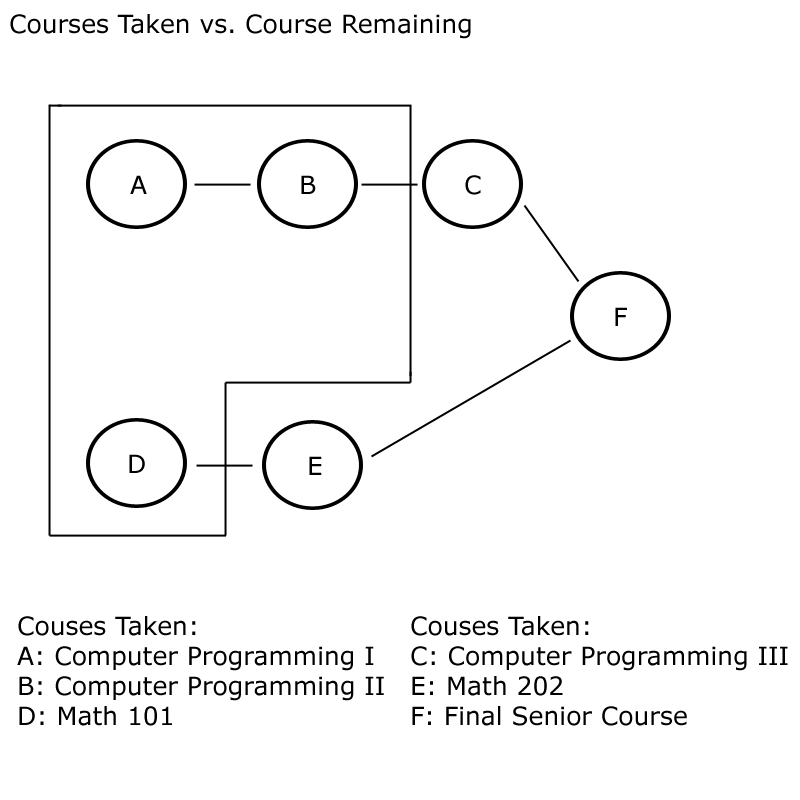 Courses Taken vs. Course Remaining
A
B
C
F
D
E
Couses Taken:
A: Computer Programming I
B: Computer Programming II
D: Math 101
Couses Taken:
C: Computer Programming III
E: Math 202
F: Final Senior Course